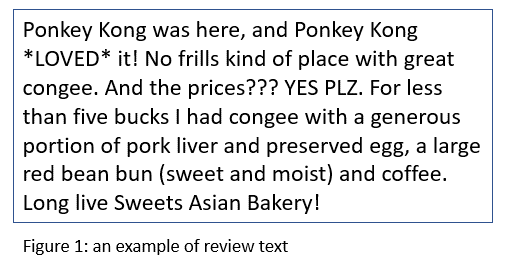 Ponkey Kong was here, and Ponkey Kong
*LOVED* it! No frills kind of place with great
congee. And the prices??? YES PLZ. For less
than five bucks I had congee with a generous
portion of pork liver and preserved egg, a large
red bean bun (sweet and moist) and coffee.
Long live Sweets Asian Bakery!
Figure 1: an example of review text